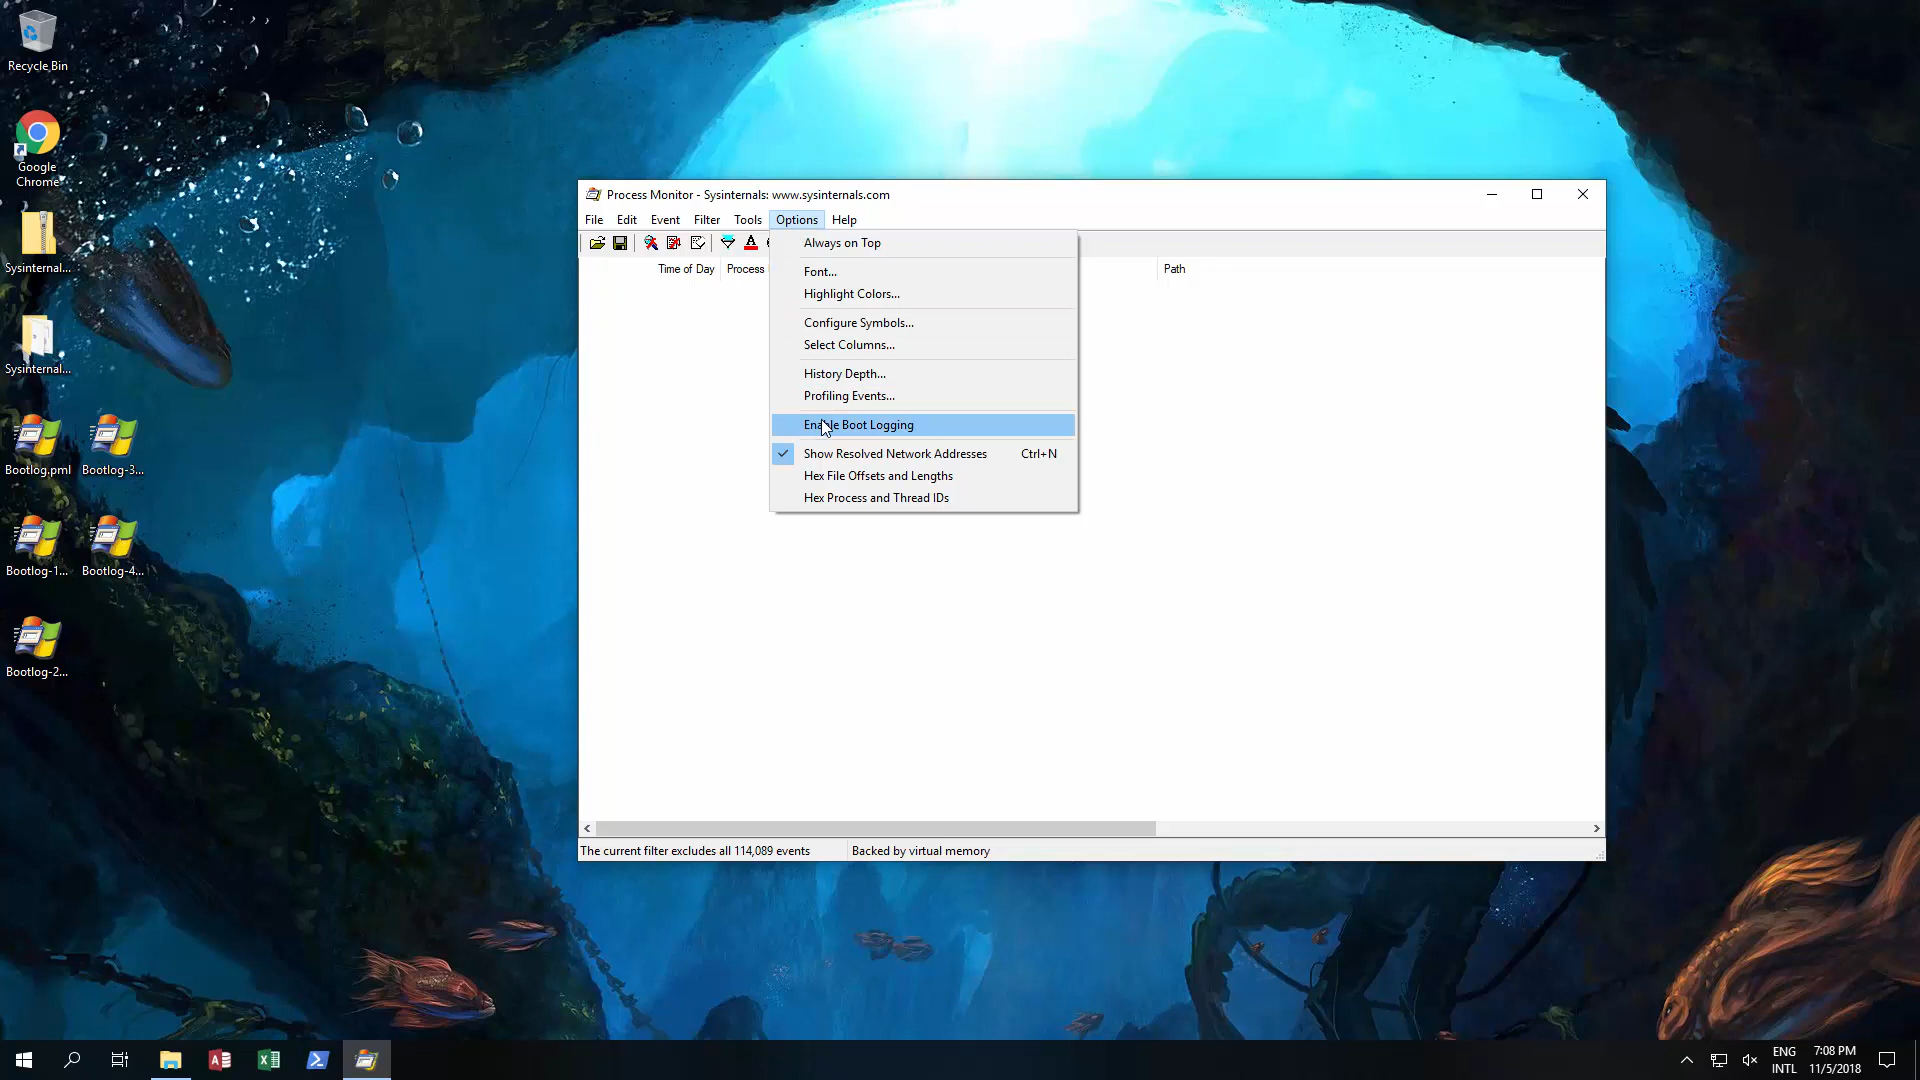 Recycle Bin
Google
Chrome
Sysinternal...
Sysinternal...
Bootlog.pml
Bootlog-3...
Bootlog-1...
Bootlog-4...
Bootlog-2...
Process Monitor - Sysinternals: www.sysinternals.com
File Edit Event Filter Tools Options Help
Time of Day Process Path
Always on Top
Font...
Highlight Colors...
Configure Symbols...
Select Columns...
History Depth...
Profiling Events...
Enable Boot Logging
Show Resolved Network Addresses Ctrl+N
Hex File Offsets and Lengths
Hex Process and Thread IDs
The current filter excludes all 114,089 events Backed by virtual memory
ENG
INTL
7:08 PM
11/5/2018